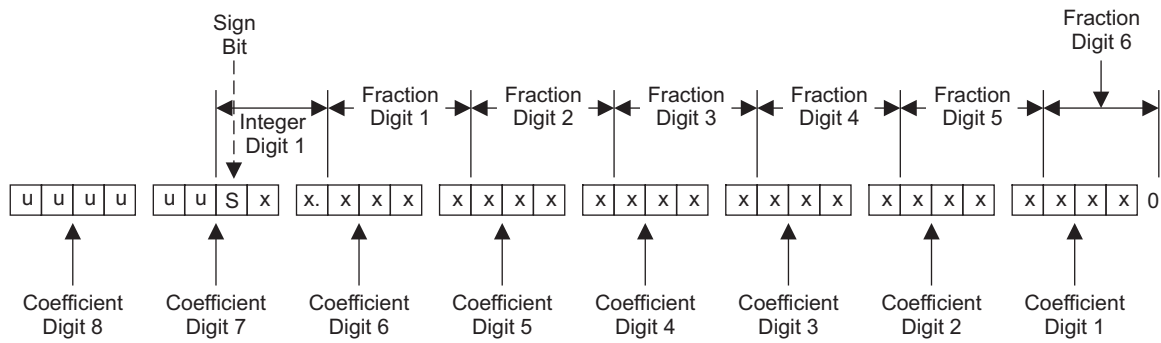 Sign
Bit
Fraction
Digit 6
Integer
Digit 1
Fraction
Digit 1
Fraction
Digit 2
Fraction
Digit 3
Fraction
Digit 4
Fraction
Digit 5
u u u u u u S x x. x x x x x x x x x x x x x x x x x x x x x x x 0
Coefficient
Digit 8
Coefficient
Digit 7
Coefficient
Digit 6
Coefficient
Digit 5
Coefficient
Digit 4
Coefficient
Digit 3
Coefficient
Digit 2
Coefficient
Digit 1